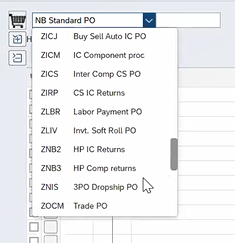 NB Standard PO
ZICJ Buy Sell Auto IC PO
ZICM IC Component proc
ZICS Inter Comp CS PO
ZIRP CS IC Returns
ZLBR Labor Payment PO
ZLIV Invt. Soft Roll PO
ZNB2 HP IC Returns
ZNB3 HP Comp returns
ZNIS 3PO Dropship PO
ZOCM Trade PO